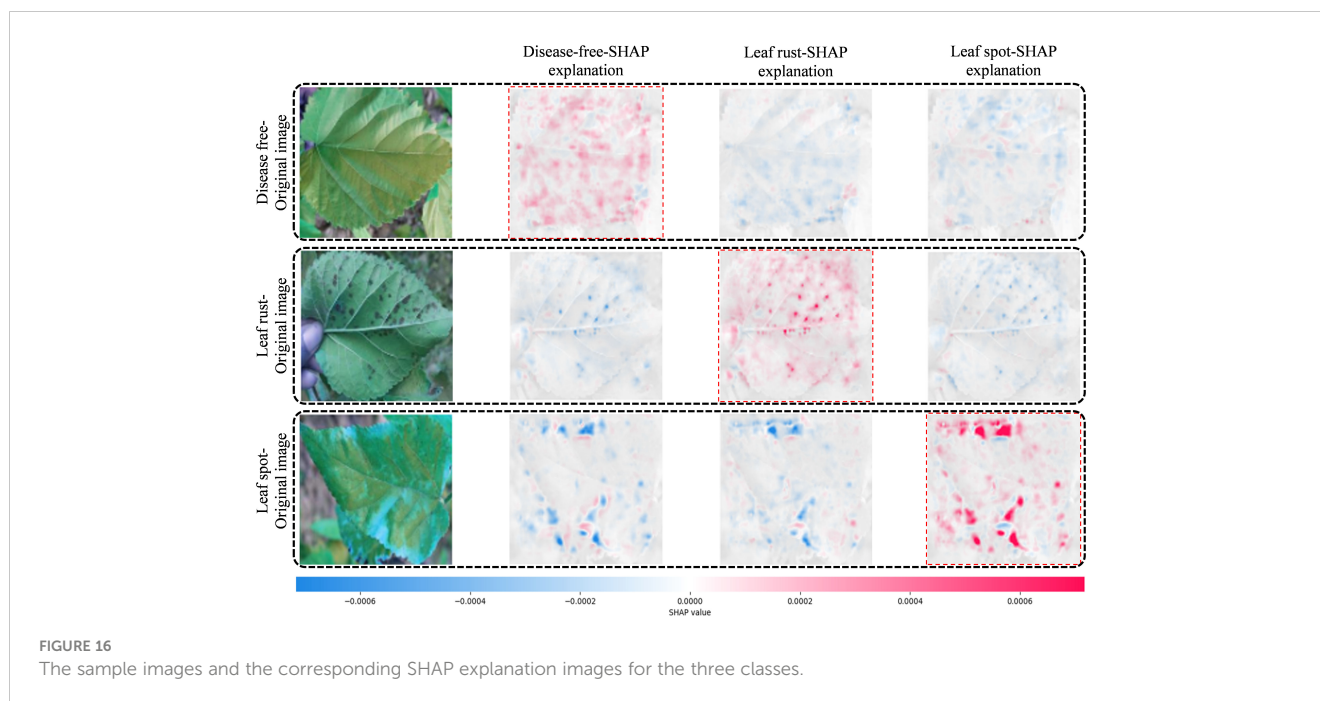 Disease-free-SHAP
explanation
Leaf rust-SHAP
explanation
Leaf spot-SHAP
explanation
Disease free-
Original image
Leaf rust-
Original image
Leaf spot-
Original image
−0.0006 −0.0004 −0.0002 0.0000 0.0002 0.0004 0.0006
SHAP value
FIGURE 16
The sample images and the corresponding SHAP explanation images for the three classes.